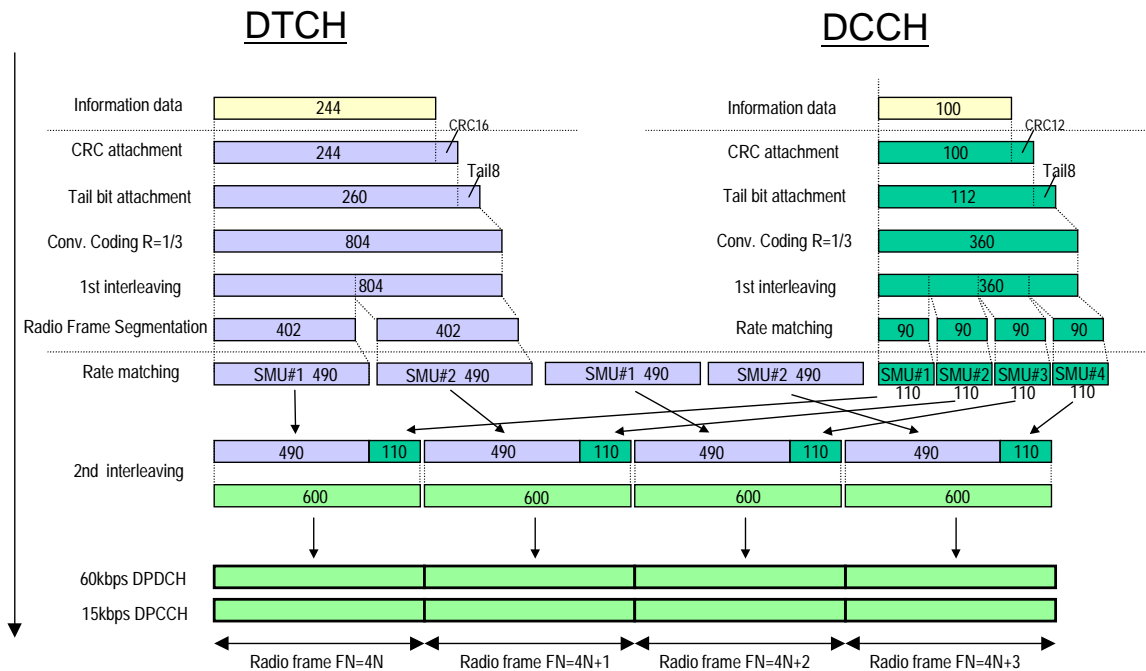 DTCH
DCCH
Information data
244
Information data
100
CRC16
CRC12
CRC attachment
244
CRC attachment
100
Tail8
Tail8
Tail bit attachment
260
Tail bit attachment
112
Conv. Coding R=1/3
804
Conv. Coding R=1/3
360
1st interleaving
804
1st interleaving
360
Radio Frame Segmentation
402
402
Rate matching
90
90
90
90
Rate matching
SMU#1 490
SMU#2 490
SMU#1 490
SMU#2 490
SMU#1
SMU#2
SMU#3
SMU#4
110
110
110
110
2nd interleaving
490
110
490
110
490
110
490
110
600
600
600
600
60kbps DPDCH
15kbps DPCCH
Radio frame FN=4N
Radio frame FN=4N+1
Radio frame FN=4N+2
Radio frame FN=4N+3